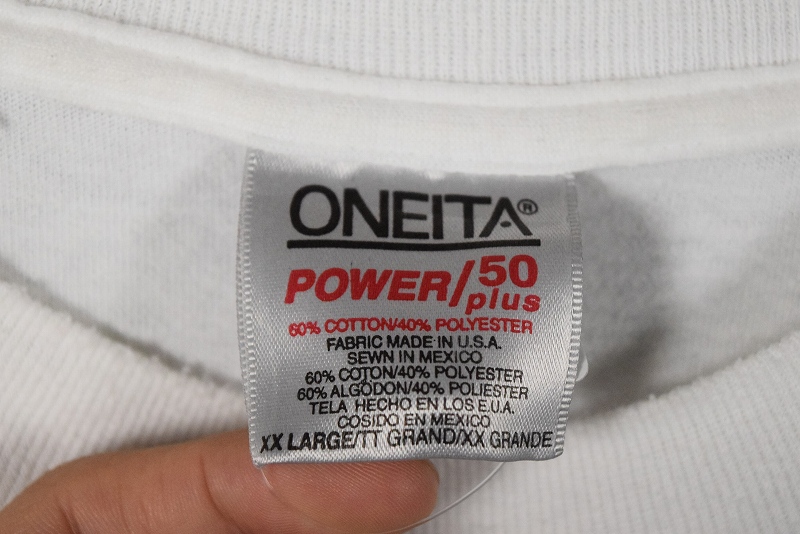 ONEITA®
POWER/50 plus
60% COTTON/40% POLYESTER
FABRIC MADE IN U.S.A.
SEWN IN MEXICO
60% COTON/40% POLYESTER
60% ALGODON/40% POLIESTER
TELA HECHO EN LOS E.U.A.
COSIDO EN MEXICO
XX LARGE/TT GRAND/XX GRANDE